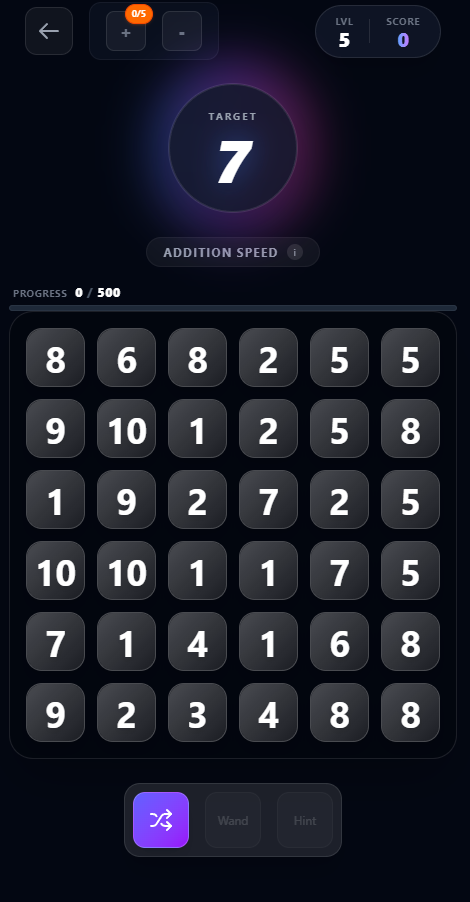 0/5
+ -
LVL SCORE
5 0
TARGET
7
ADDITION SPEED i
PROGRESS 0 / 500
8 6 8 2 5 5
9 10 1 2 5 8
1 9 2 7 2 5
10 10 1 1 7 5
7 1 4 1 6 8
9 2 3 4 8 8
Wand Hint